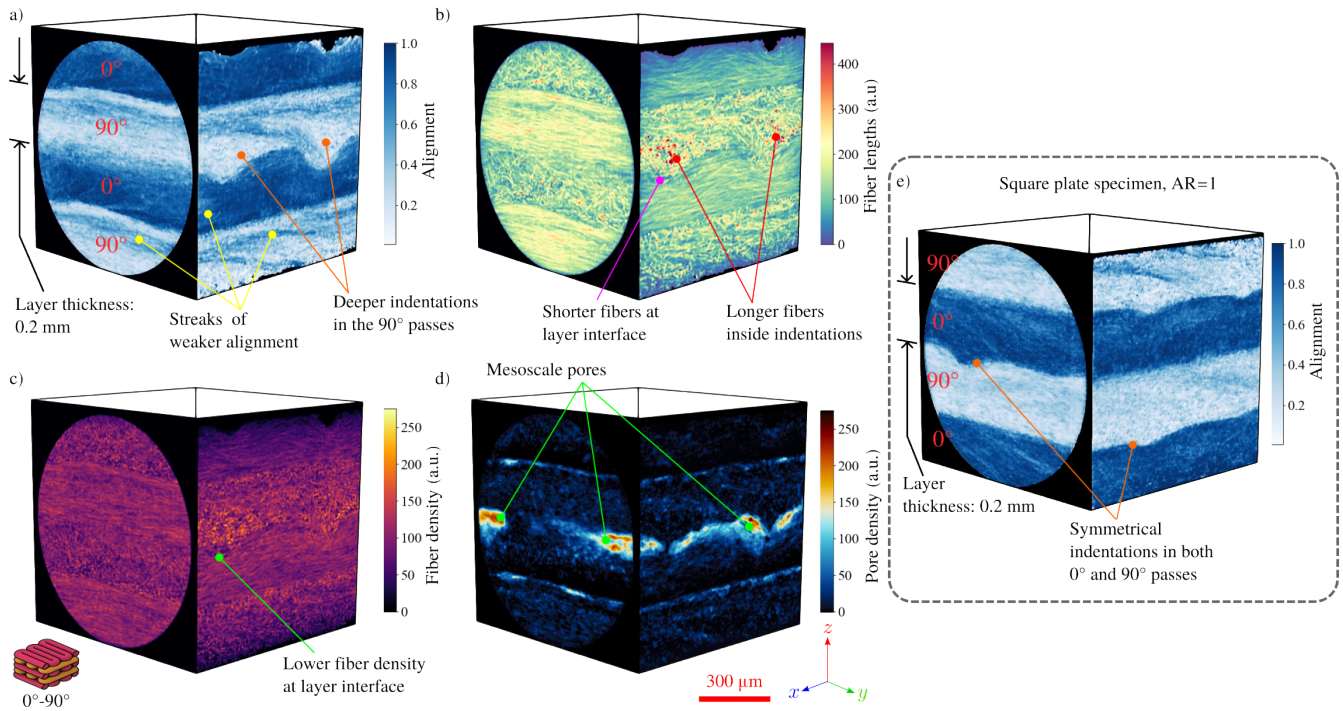 a)
0°
90°
0°
90°
1.0
0.8
0.6
0.4
0.2
Alignment
Layer thickness:
0.2 mm
Streaks of
weaker alignment
Deeper indentations
in the 90° passes
b)
400
300
200
100
0
Fiber lengths (a.u)
Shorter fibers at
layer interface
Longer fibers
inside indentations
c)
250
200
150
100
50
0
Fiber density (a.u.)
Lower fiber density
at layer interface
0°-90°
d)
Mesoscale pores
250
200
150
100
50
0
Pore density (a.u.)
300 µm
z
x
y
e)
Square plate specimen, AR=1
90°
0°
90°
0°
1.0
0.8
0.6
0.4
0.2
Alignment
Layer
thickness: 0.2 mm
Symmetrical
indentations in both
0° and 90° passes